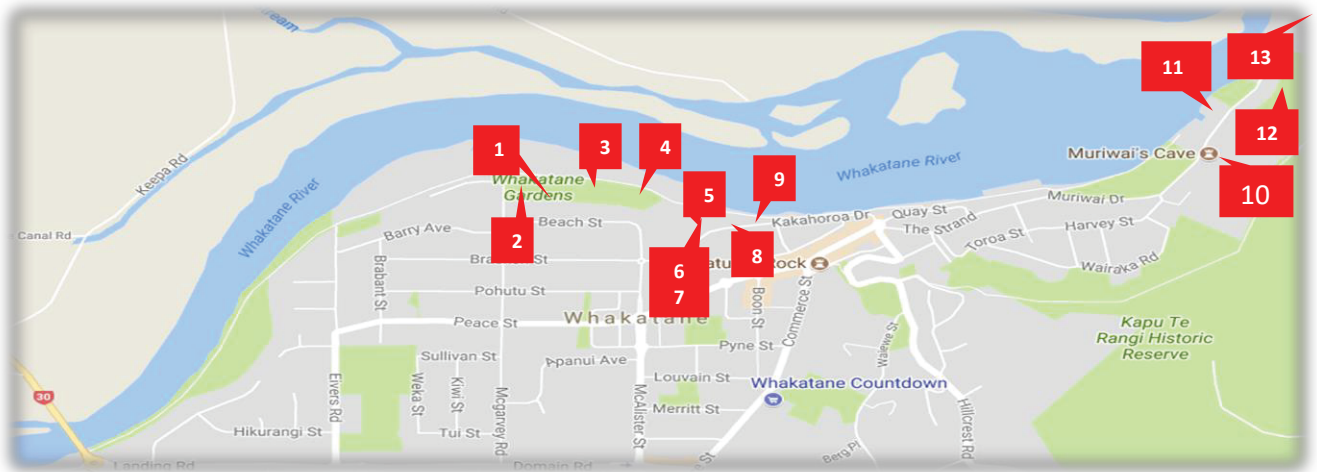 ream
13
11
12
Muriwai's Cave
10
Keepa Rd
Whakatane River
1
3
4
Whakatane
Gardens
2
5
9
Whakatane River
Canal Rd
Barry Ave
Beach St
Kakahoroa Dr
Quay St
The Strand
Muriwai Dr
Harvey St
Toroa St
Wairaka Rd
8
6
7
Brabant St
Pohutu St
Rock
Peace St
Whakatane
Boon St
Commerce St
Pyne St
Kapu Te
Rangi Historic
Reserve
Sullivan St
Apanui Ave
Louvain St
Whakatane Countdown
30
Eivers Rd
Weka St
Kiwi St
Mcgarvey Rd
McAlister St
Merritt St
Hillcrest Rd
Hikurangi St
Tui St
Berg Pl
Landing Rd
Domain Rd
e St